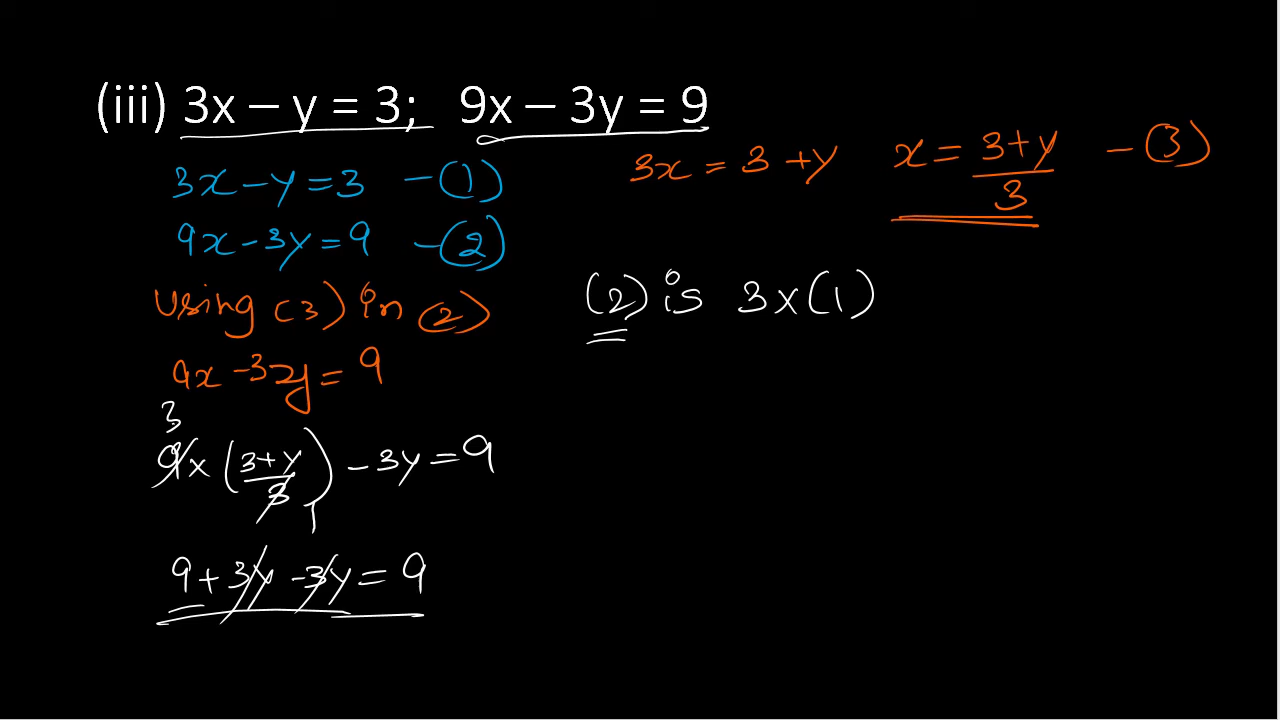 (iii) 3x – y = 3; 9x – 3y = 9
3x - y = 3 - (1)
9x - 3y = 9 - (2)
using (3) in (2)
9x - 3y = 9
3
9 x (3+y/3) - 3y = 9
1
9 + 3y - 3y = 9
3x = 3 + y x = 3+y/3 - (3)
(2) is 3x(1)